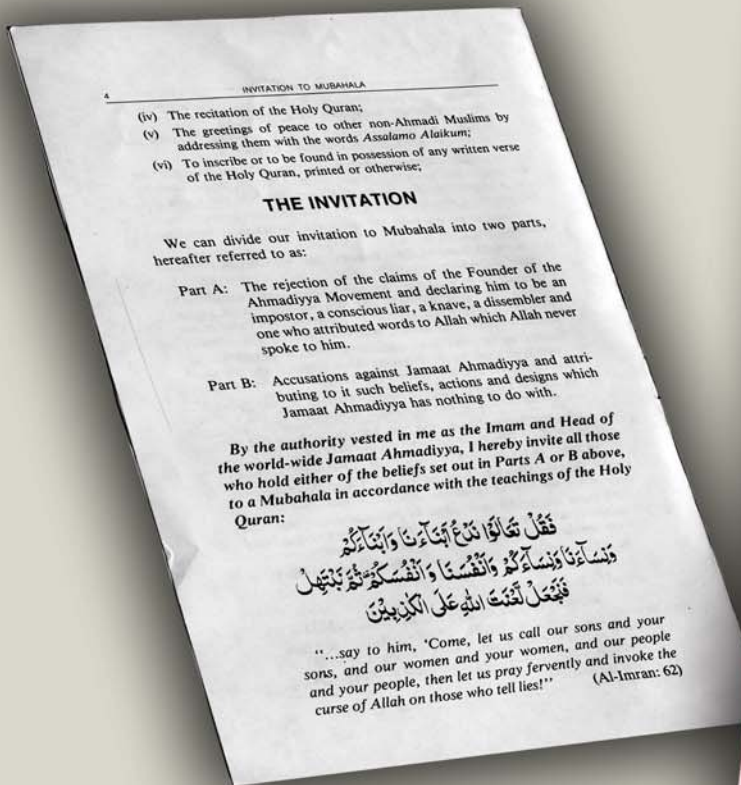 4
INVITATION TO MUBAHALA
(iv) The recitation of the Holy Quran;
(v) The greetings of peace to other non-Ahmadi Muslims by
addressing them with the words Assalamo Alaikum;
(vi) To inscribe or to be found in possession of any written verse
of the Holy Quran, printed or otherwise;
THE INVITATION
We can divide our invitation to Mubahala into two parts,
hereafter referred to as:
Part A: The rejection of the claims of the Founder of the
Ahmadiyya Movement and declaring him to be an
impostor, a conscious liar, a knave, a dissembler and
one who attributed words to Allah which Allah never
spoke to him.
Part B: Accusations against Jamaat Ahmadiyya and attri-
buting to it such beliefs, actions and designs which
Jamaat Ahmadiyya has nothing to do with.
By the authority vested in me as the Imam and Head of
the world-wide Jamaat Ahmadiyya, I hereby invite all those
who hold either of the beliefs set out in Parts A or B above,
to a Mubahala in accordance with the teachings of the Holy
Quran:
فَقُلْ تَعَالَوْا نَدْعُ اَبْنَآءَنَا وَاَبْنَآءَكُمْ
وَنِسَآءَنَا وَنِسَآءَكُمْ وَاَنْفُسَنَا وَاَنْفُسَكُمْ ثُمَّ نَبْتَهِلْ
فَنَجْعَلْ لَّعْنَتَ اللّٰهِ عَلَى الْكٰذِبِيْنَ
"...say to him, 'Come, let us call our sons and your
sons, and our women and your women, and our people
and your people, then let us pray fervently and invoke the
curse of Allah on those who tell lies!'' (Al-Imran: 62)